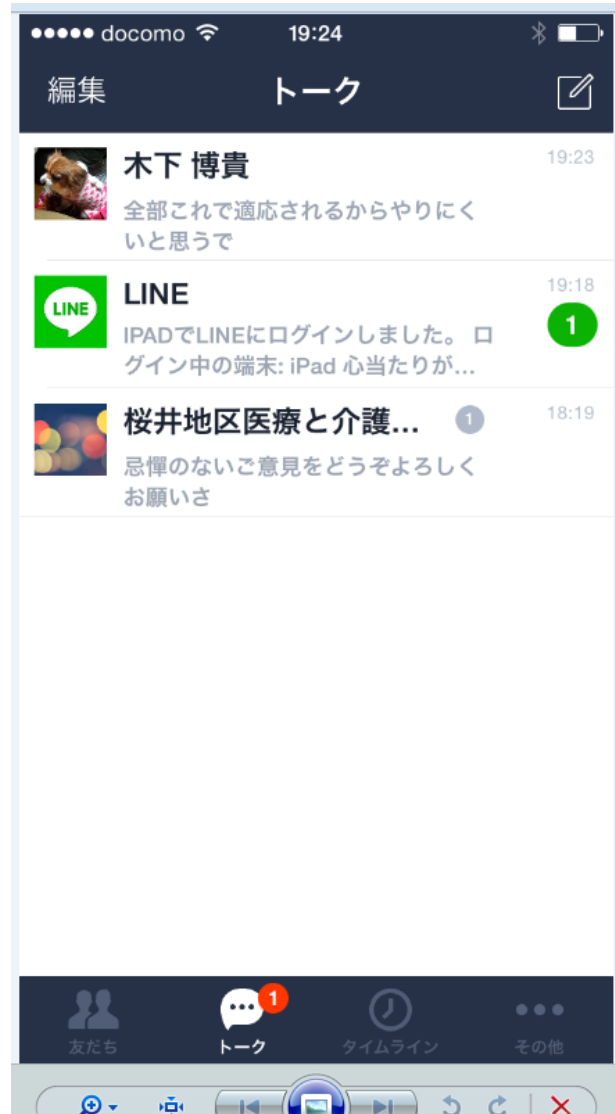 docomo 19:24
編集 トーク
木下 博貴 19:23
全部これで適応されるからやりにく
いと思うで
LINE
LINE 19:18
IPADでLINEにログインしました。 ロ
グイン中の端末: iPad 心当たりが...
1
桜井地区医療と介護... 1 18:19
忌憚のないご意見をどうぞよろしく
お願いさ
1
友だち トーク タイムライン その他